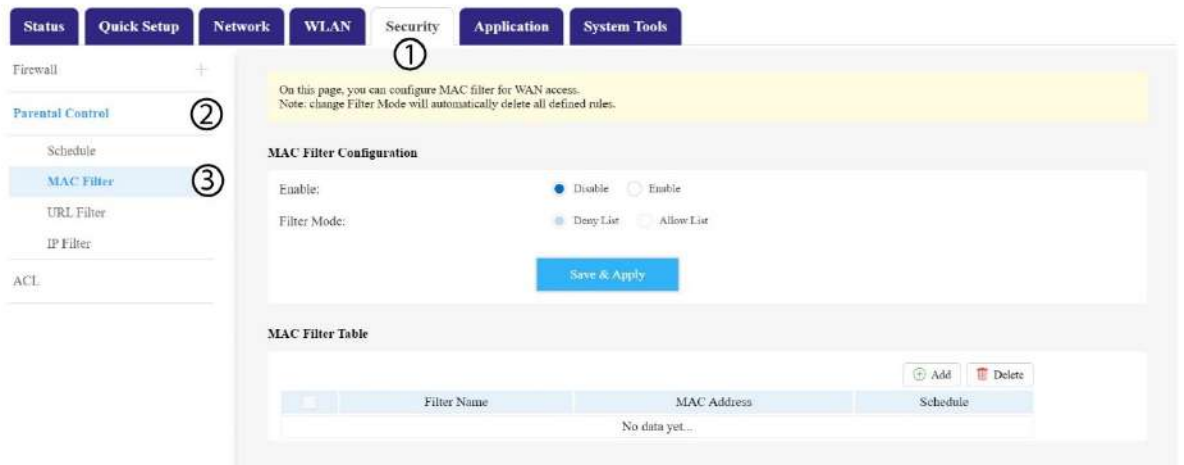 Status Quick Setup Network WLAN Security Application System Tools
①
Firewall +
On this page, you can configure MAC filter for WAN access.
Note: change Filter Mode will automatically delete all defined rules.
Parental Control ②
Schedule
MAC Filter ③
URL Filter
IP Filter
ACL
MAC Filter Configuration
Enable: Disable Enable
Filter Mode: Deny List Allow List
Save & Apply
MAC Filter Table
Add Delete
Filter Name MAC Address Schedule
No data yet...